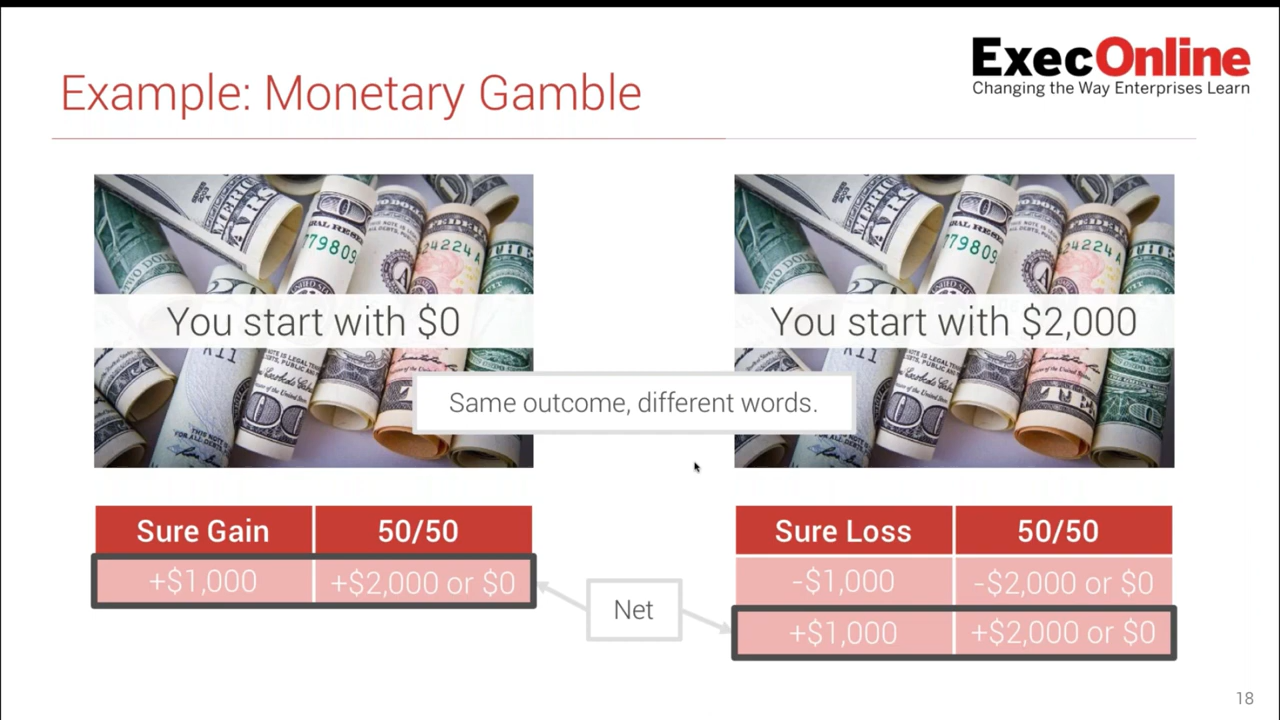 ExecOnline
Changing the Way Enterprises Learn
Example: Monetary Gamble
You start with $0
You start with $2,000
Same outcome, different words.
Sure Gain 50/50
+$1,000 +$2,000 or $0
Sure Loss 50/50
-$1,000 -$2,000 or $0
+$1,000 +$2,000 or $0
Net
18